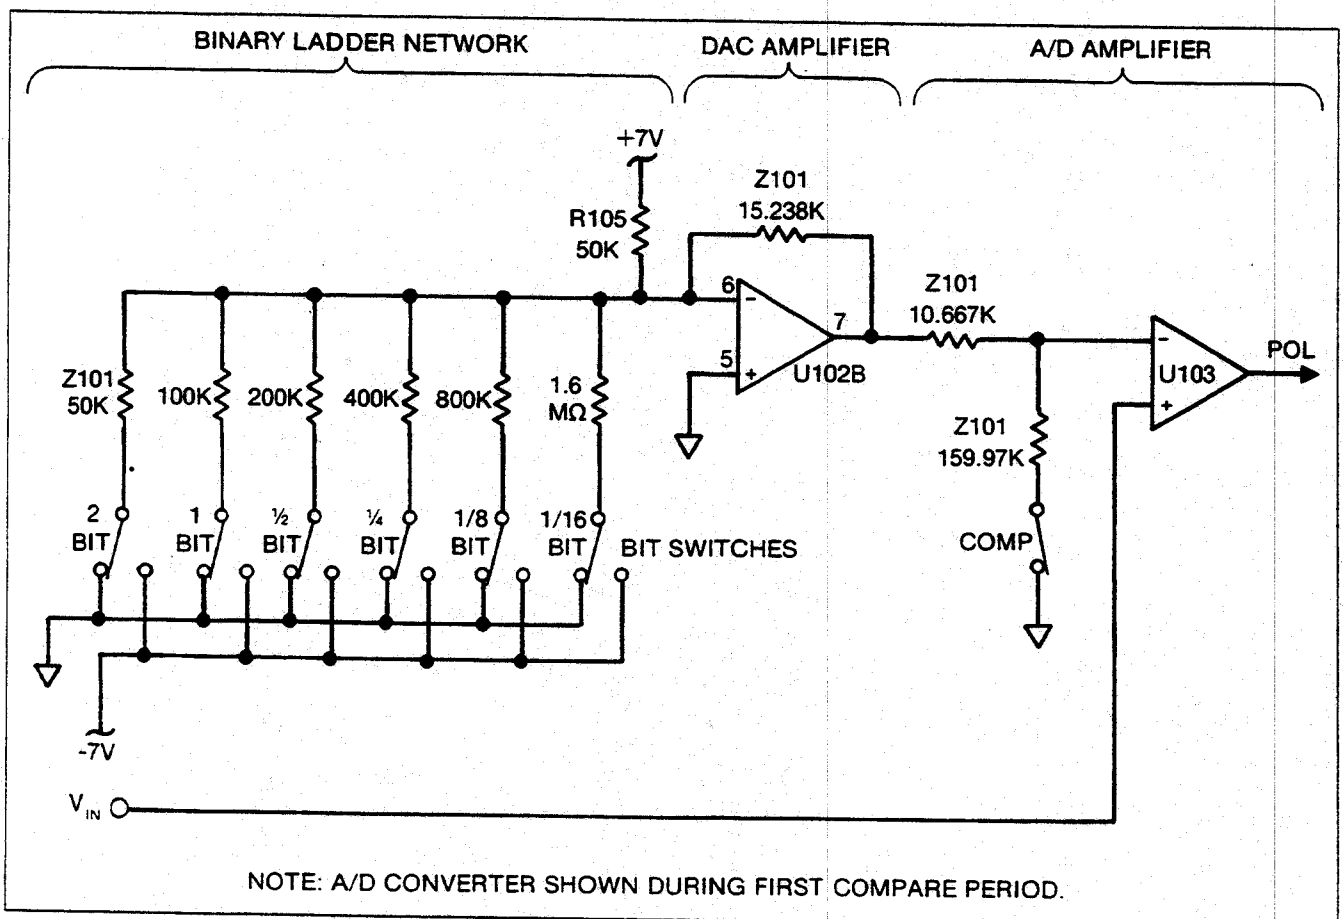 BINARY LADDER NETWORK
DAC AMPLIFIER
A/D AMPLIFIER
+7V
R105
50K
Z101
15.238K
6
−
5
+
7
U102B
Z101
10.667K
Z101
159.97K
COMP
−
+
U103
POL
Z101
50K
100K
200K
400K
800K
1.6
MΩ
2
BIT
1
BIT
½
BIT
¼
BIT
1/8
BIT
1/16
BIT
BIT SWITCHES
-7V
VIN
NOTE: A/D CONVERTER SHOWN DURING FIRST COMPARE PERIOD.